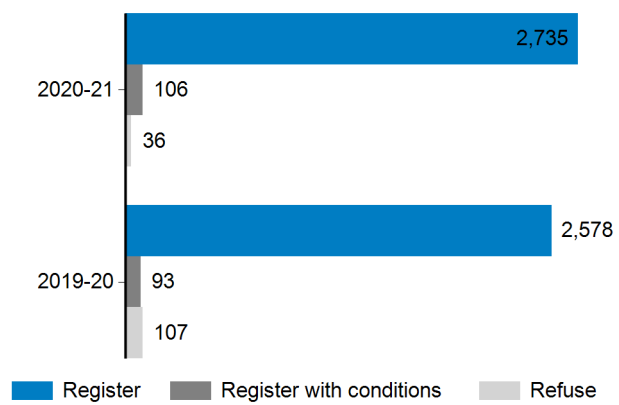 2,735
2020-21
106
36
2,578
2019-20
93
107
Register
Register with conditions
Refuse